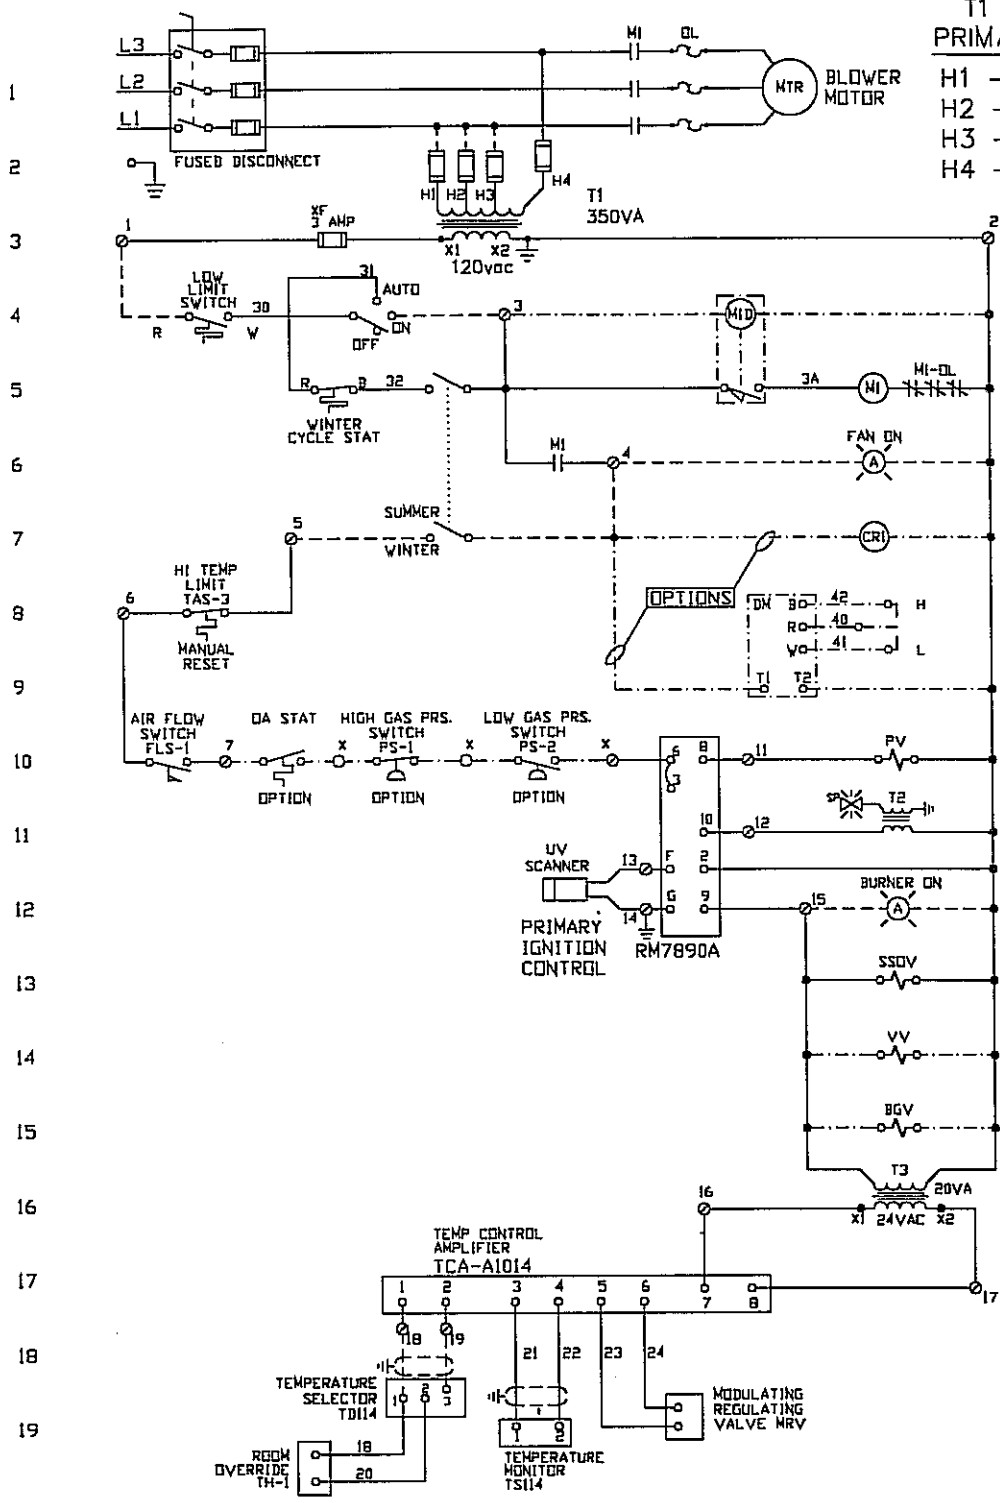 T1
PRIMA
H1 -
H2 -
H3 -
H4 -
L3
M1
OL
1
L2
MTR
BLOWER
MOTOR
L1
2
FUSED DISCONNECT
H1
H2
H3
H4
T1
350VA
3
1
XF
3 AMP
X1
X2
120vac
2
4
LOW
LIMIT
SWITCH
R
30
W
31
AUTO
ON
OFF
3
5
R
B
32
WINTER
CYCLE STAT
3A
M1
M1-OL
6
M1
4
FAN ON
A
7
5
SUMMER
WINTER
CR1
8
6
HI TEMP
LIMIT
TAS-3
MANUAL
RESET
OPTIONS
DM
B
42
H
R
40
W
41
L
9
T1
T2
10
AIR FLOW
SWITCH
FLS-1
7
OA STAT
OPTION
X
HIGH GAS PRS.
SWITCH
PS-1
OPTION
X
LOW GAS PRS.
SWITCH
PS-2
OPTION
X
6
8
3
11
PV
11
SP
T2
10
12
UV
SCANNER
13
F
2
12
14
G
9
15
BURNER ON
A
PRIMARY
IGNITION
CONTROL
RM7890A
13
SSOV
14
VV
15
BGV
16
T3
20VA
16
X1
24VAC
X2
TEMP CONTROL
AMPLIFIER
TCA-A1014
17
1
2
3
4
5
6
7
8
17
18
18
19
21
22
23
24
TEMPERATURE
SELECTOR
TD114
1
2
3
MODULATING
REGULATING
VALVE MRV
19
1
2
ROOM
OVERRIDE
TH-1
18
20
TEMPERATURE
MONITOR
TS114